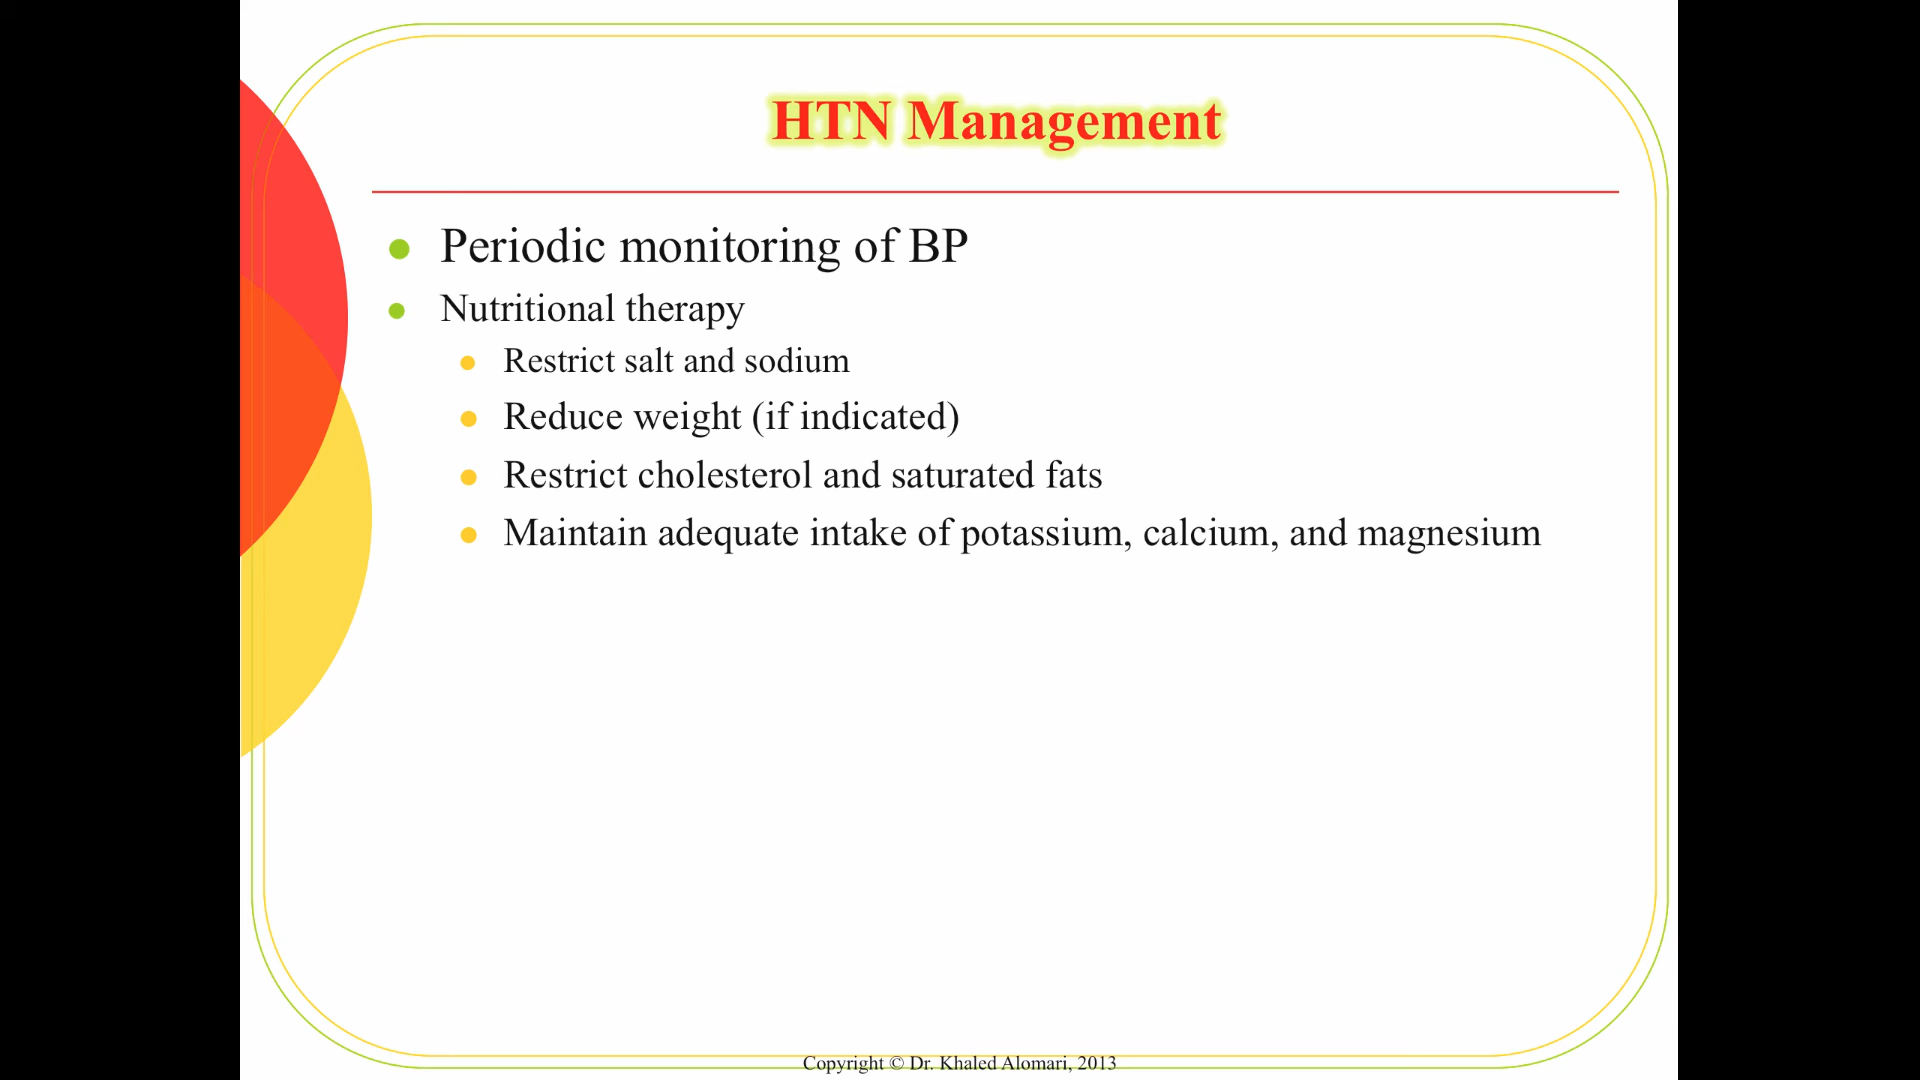 HTN Management
Periodic monitoring of BP
Nutritional therapy
Restrict salt and sodium
Reduce weight (if indicated)
Restrict cholesterol and saturated fats
Maintain adequate intake of potassium, calcium, and magnesium
Copyright © Dr. Khaled Alomari, 2013